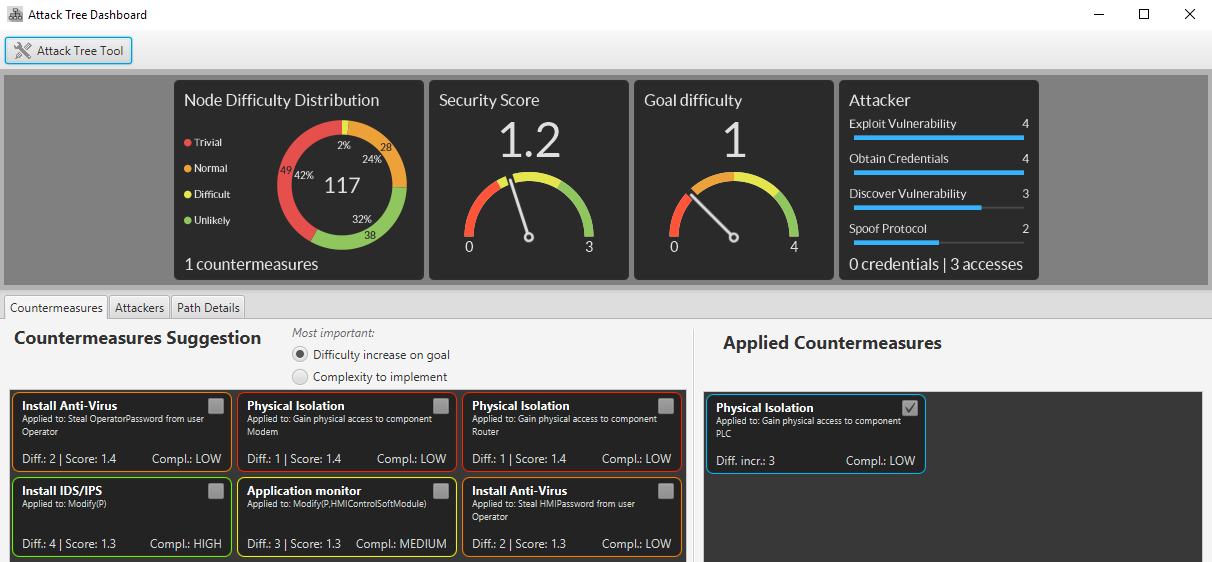 Attack Tree Dashboard
Attack Tree Tool
Node Difficulty Distribution
Trivial
Normal
Difficult
Unlikely
2%
28
24%
49
42%
117
32%
38
1 countermeasures
Security Score
1.2
0
3
Goal difficulty
1
0
4
Attacker
Exploit Vulnerability 4
Obtain Credentials 4
Discover Vulnerability 3
Spoof Protocol 2
0 credentials | 3 accesses
Countermeasures
Attackers
Path Details
Countermeasures Suggestion
Most important:
Difficulty increase on goal
Complexity to implement
Install Anti-Virus
Applied to: Steal OperatorPassword from user
Operator
Diff.: 2 | Score: 1.4 Compl.: LOW
Physical Isolation
Applied to: Gain physical access to component
Modem
Diff.: 1 | Score: 1.4 Compl.: LOW
Physical Isolation
Applied to: Gain physical access to component
Router
Diff.: 1 | Score: 1.4 Compl.: LOW
Install IDS/IPS
Applied to: Modify(P)
Diff.: 4 | Score: 1.3 Compl.: HIGH
Application monitor
Applied to: Modify(P,HMIControlSoftModule)
Diff.: 3 | Score: 1.3 Compl.: MEDIUM
Install Anti-Virus
Applied to: Steal HMIPassword from user
Operator
Diff.: 2 | Score: 1.3 Compl.: LOW
Applied Countermeasures
Physical Isolation
Applied to: Gain physical access to component
PLC
Diff. incr.: 3 Compl.: LOW